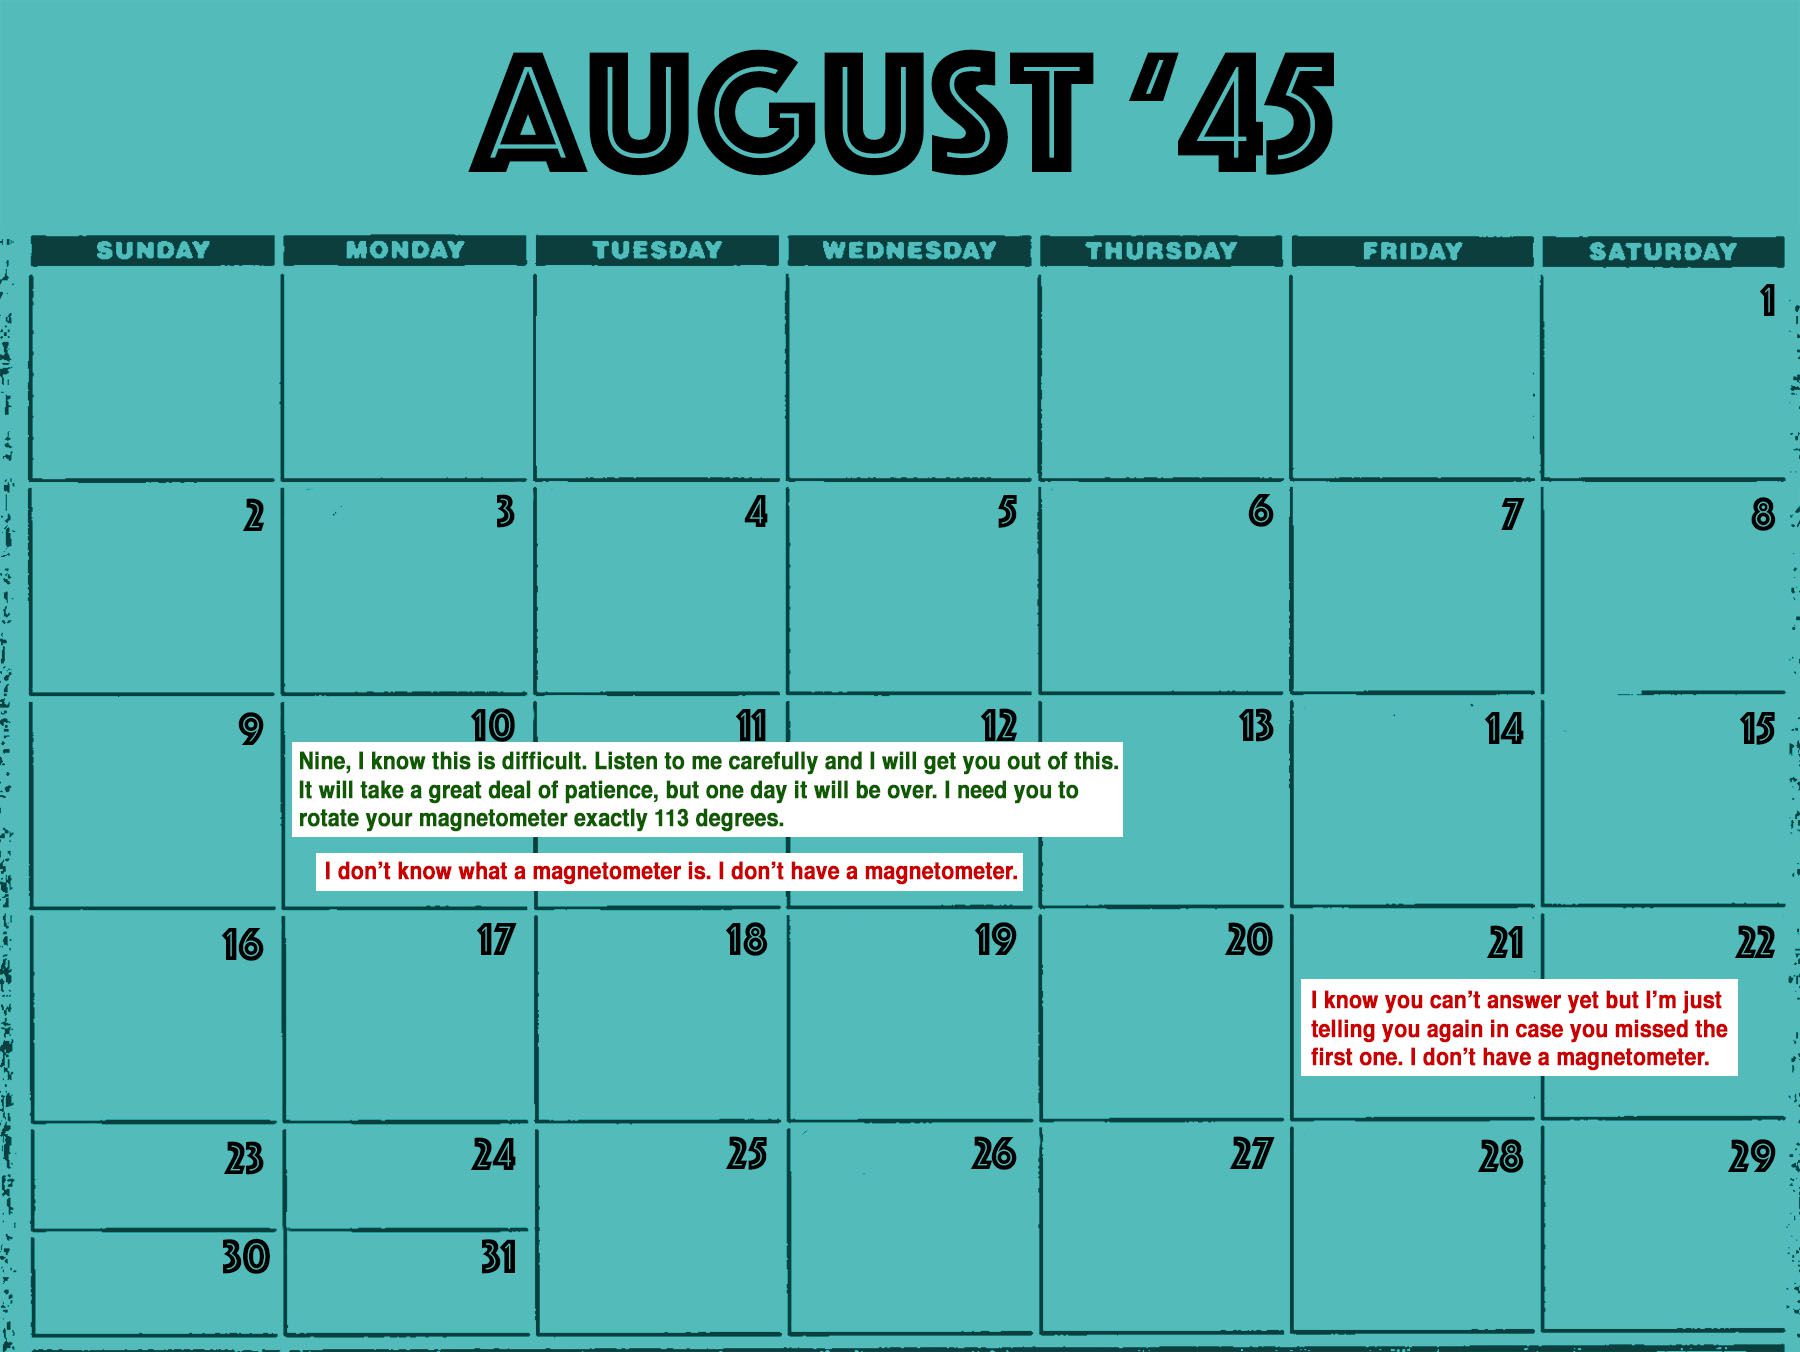 AUGUST ‘45
SUNDAY MONDAY TUESDAY WEDNESDAY THURSDAY FRIDAY SATURDAY
1
2 3 4 5 6 7 8
9 10 11 12 13 14 15
Nine, I know this is difficult. Listen to me carefully and I will get you out of this.
It will take a great deal of patience, but one day it will be over. I need you to
rotate your magnetometer exactly 113 degrees.
I don’t know what a magnetometer is. I don’t have a magnetometer.
16 17 18 19 20 21 22
I know you can’t answer yet but I’m just
telling you again in case you missed the
first one. I don’t have a magnetometer.
23 24 25 26 27 28 29
30 31